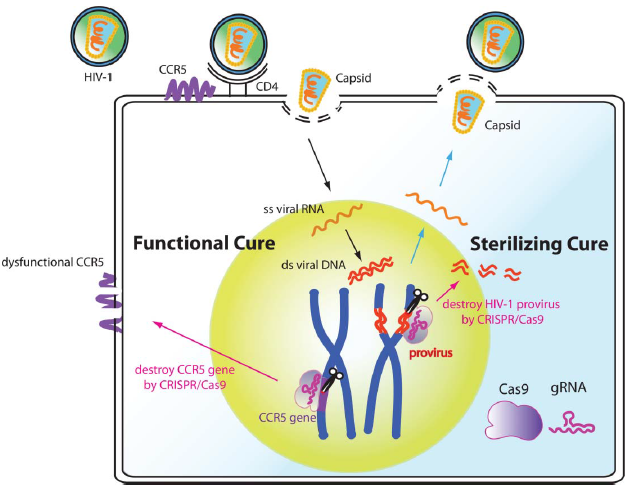 HIV-1
CCR5
CD4
Capsid
Capsid
ss viral RNA
Functional Cure
Sterilizing Cure
dysfunctional CCR5
ds viral DNA
destroy HIV-1 provirus
by CRISPR/Cas9
provirus
destroy CCR5 gene
by CRISPR/Cas9
CCR5 gene
Cas9
gRNA